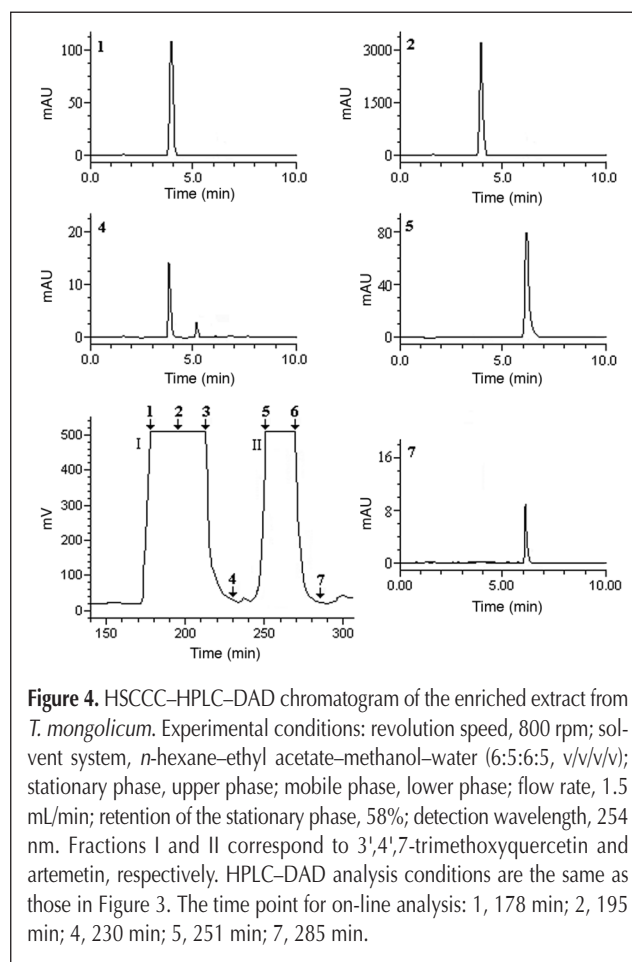 1
100
50
0
mAU
0.0
5.0
10.0
Time (min)
2
3000
1500
0
mAU
0.0
5.0
10.0
Time (min)
4
20
10
0
mAU
0.0
5.0
10.0
Time (min)
5
80
40
0
mAU
0.0
5.0
10.0
Time (min)
1 2 3 5 6
I II
4 7
500
400
300
200
100
0
mV
150
200
250
300
Time (min)
7
16
8
0
mAU
0.00
5.00
10.00
Time (min)
Figure 4. HSCCC–HPLC–DAD chromatogram of the enriched extract from
T. mongolicum. Experimental conditions: revolution speed, 800 rpm; sol-
vent system, n-hexane–ethyl acetate–methanol–water (6:5:6:5, v/v/v/v);
stationary phase, upper phase; mobile phase, lower phase; flow rate, 1.5
mL/min; retention of the stationary phase, 58%; detection wavelength, 254
nm. Fractions I and II correspond to 3',4',7-trimethoxyquercetin and
artemetin, respectively. HPLC–DAD analysis conditions are the same as
those in Figure 3. The time point for on-line analysis: 1, 178 min; 2, 195
min; 4, 230 min; 5, 251 min; 7, 285 min.